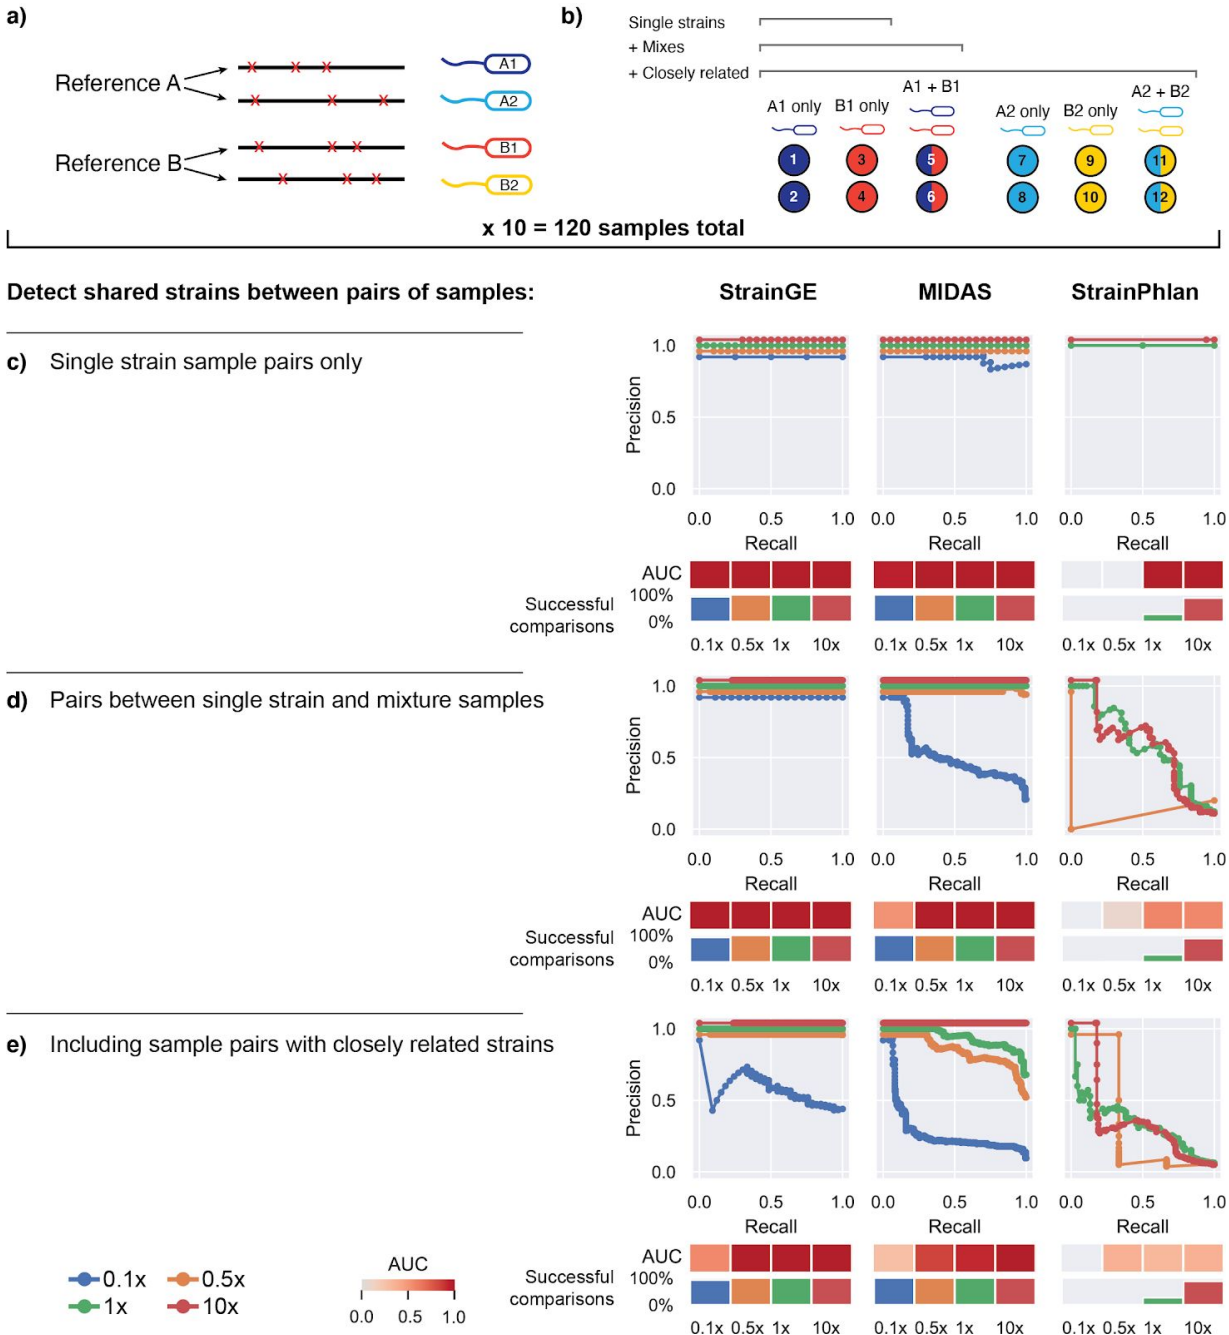 a)
Reference A
Reference B
A1
A2
B1
B2
b)
Single strains
+ Mixes
+ Closely related
A1 only
B1 only
A1 + B1
A2 only
B2 only
A2 + B2
1 3 5 7 9 11
2 4 6 8 10 12
x 10 = 120 samples total
Detect shared strains between pairs of samples:
StrainGE MIDAS StrainPhlan
c) Single strain sample pairs only
Precision
1.0
0.5
0.0
0.0 0.5 1.0 0.0 0.5 1.0 0.0 0.5 1.0
Recall Recall Recall
AUC
Successful
comparisons
100%
0%
0.1x 0.5x 1x 10x 0.1x 0.5x 1x 10x 0.1x 0.5x 1x 10x
d) Pairs between single strain and mixture samples
Precision
1.0
0.5
0.0
0.0 0.5 1.0 0.0 0.5 1.0 0.0 0.5 1.0
Recall Recall Recall
AUC
Successful
comparisons
100%
0%
0.1x 0.5x 1x 10x 0.1x 0.5x 1x 10x 0.1x 0.5x 1x 10x
e) Including sample pairs with closely related strains
Precision
1.0
0.5
0.0
0.0 0.5 1.0 0.0 0.5 1.0 0.0 0.5 1.0
Recall Recall Recall
AUC
Successful
comparisons
100%
0%
0.1x 0.5x 1x 10x 0.1x 0.5x 1x 10x 0.1x 0.5x 1x 10x
0.1x 0.5x
1x 10x
AUC
0.0 0.5 1.0